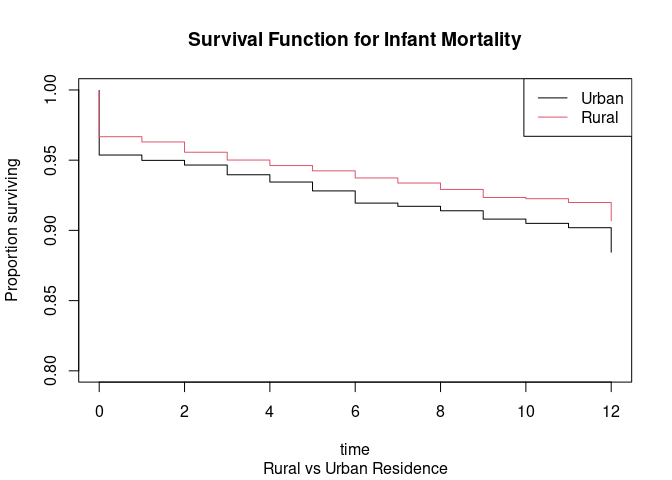 Survival Function for Infant Mortality
Urban
Rural
Proportion surviving
1.00
0.95
0.90
0.85
0.80
0 2 4 6 8 10 12
time
Rural vs Urban Residence